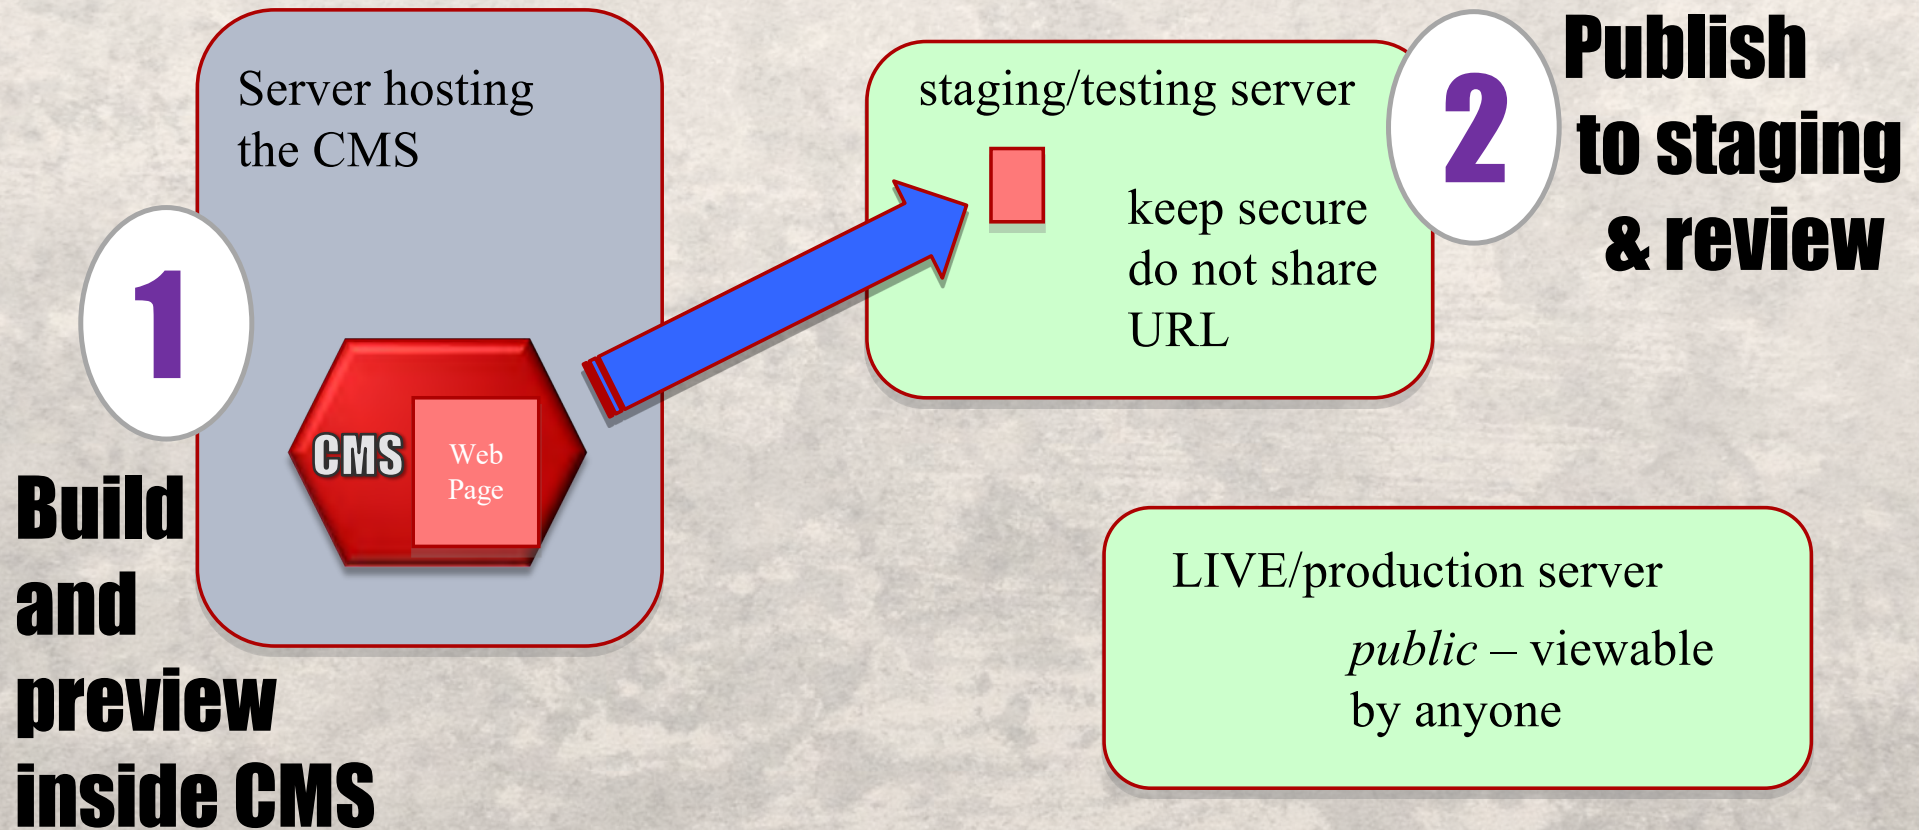 Server hosting
the CMS
1
CMS
Web
Page
Build
and
preview
inside CMS
staging/testing server
keep secure
do not share
URL
2
Publish
to staging
& review
LIVE/production server
public – viewable
by anyone